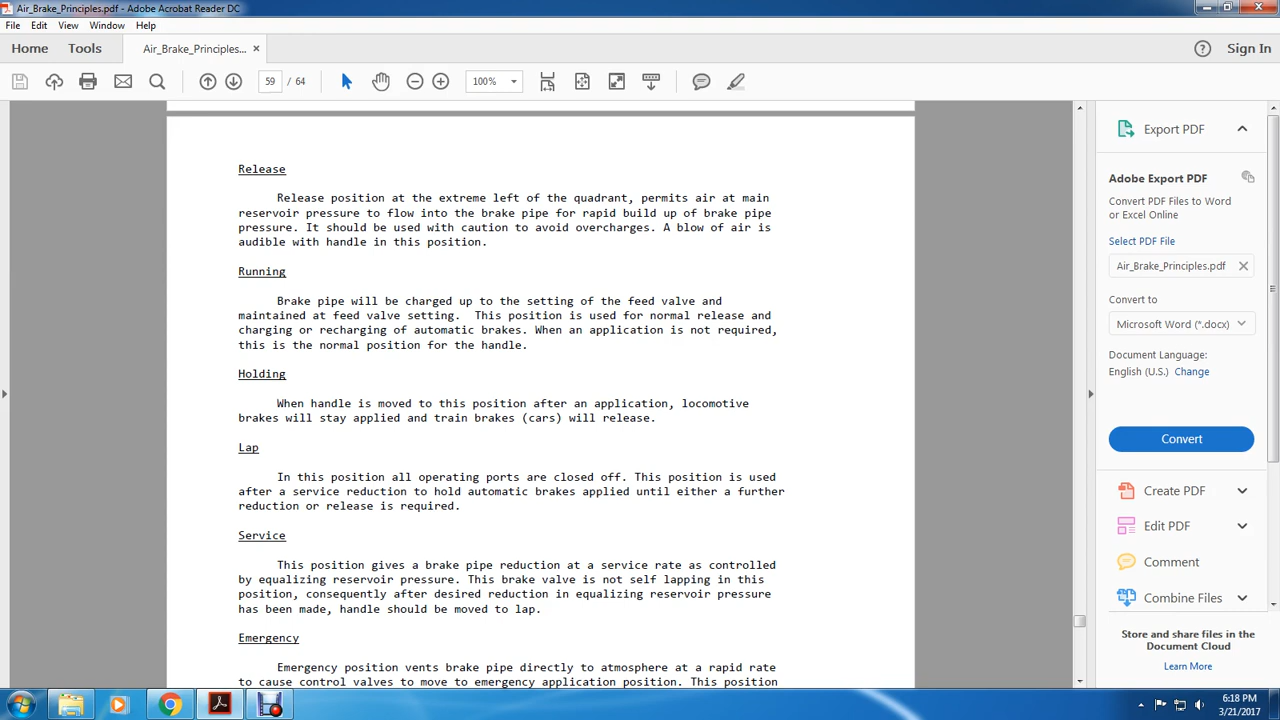 Air_Brake_Principles.pdf - Adobe Acrobat Reader DC
File Edit View Window Help
Home Tools Air_Brake_Principles... × Sign In
59 / 64 100%
Release
Release position at the extreme left of the quadrant, permits air at main
reservoir pressure to flow into the brake pipe for rapid build up of brake pipe
pressure. It should be used with caution to avoid overcharges. A blow of air is
audible with handle in this position.
Running
Brake pipe will be charged up to the setting of the feed valve and
maintained at feed valve setting.  This position is used for normal release and
charging or recharging of automatic brakes. When an application is not required,
this is the normal position for the handle.
Holding
When handle is moved to this position after an application, locomotive
brakes will stay applied and train brakes (cars) will release.
Lap
In this position all operating ports are closed off. This position is used
after a service reduction to hold automatic brakes applied until either a further
reduction or release is required.
Service
This position gives a brake pipe reduction at a service rate as controlled
by equalizing reservoir pressure. This brake valve is not self lapping in this
position, consequently after desired reduction in equalizing reservoir pressure
has been made, handle should be moved to lap.
Emergency
Emergency position vents brake pipe directly to atmosphere at a rapid rate
to cause control valves to move to emergency application position. This position
Export PDF
Adobe Export PDF
Convert PDF Files to Word
or Excel Online
Select PDF File
Air_Brake_Principles.pdf
Convert to
Microsoft Word (*.docx)
Document Language:
English (U.S.) Change
Convert
Create PDF
Edit PDF
Comment
Combine Files
Store and share files in the
Document Cloud
Learn More
6:18 PM
3/21/2017